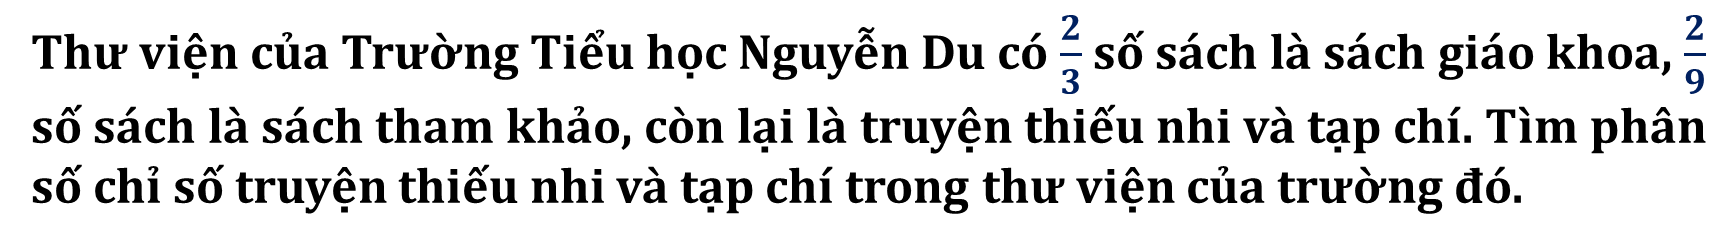 Thư viện của Trường Tiểu học Nguyễn Du có 2/3 số sách là sách giáo khoa, 2/9
số sách là sách tham khảo, còn lại là truyện thiếu nhi và tạp chí. Tìm phân
số chỉ số truyện thiếu nhi và tạp chí trong thư viện của trường đó.